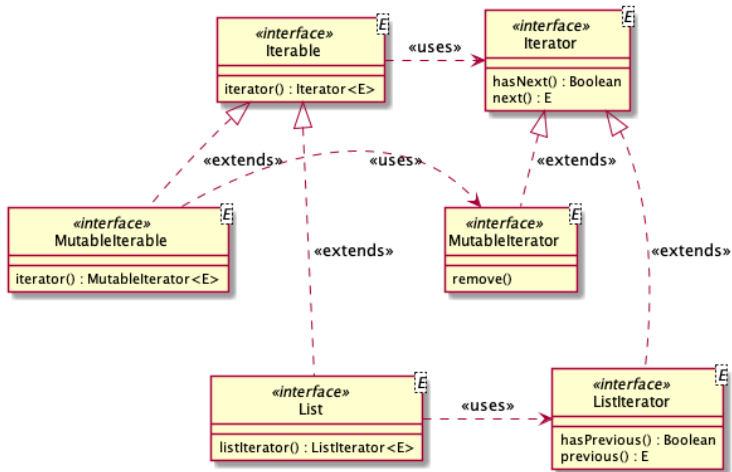 «interface»
Iterable
E
iterator() : Iterator<E>
«uses»
«interface»
Iterator
E
hasNext() : Boolean
next() : E
«extends»
«uses»
«extends»
«interface»
MutableIterable
E
iterator() : MutableIterator<E>
«interface»
MutableIterator
E
remove()
«extends»
«extends»
«interface»
List
E
listIterator() : ListIterator<E>
«uses»
«interface»
ListIterator
E
hasPrevious() : Boolean
previous() : E